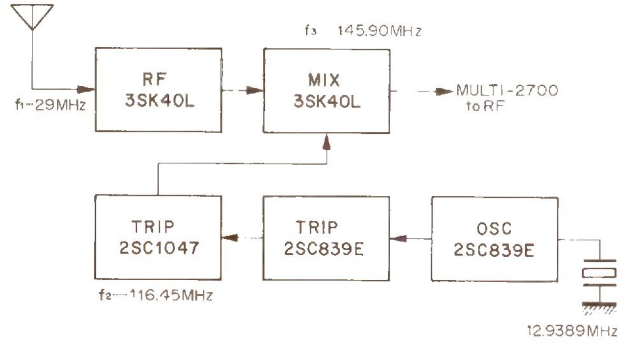 f3 145.90MHz
RF
3SK40L
MIX
3SK40L
MULTI-2700
to RF
f1-29MHz
TRIP
2SC1047
TRIP
2SC839E
OSC
2SC839E
f2---116.45MHz
12.9389MHz